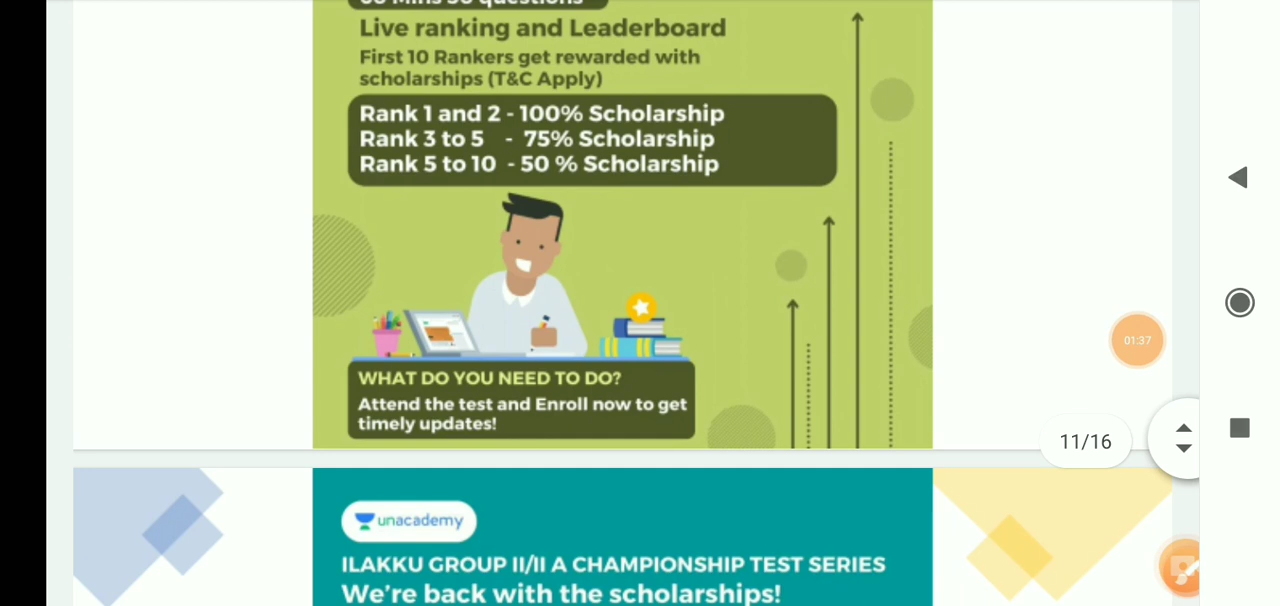 Live ranking and Leaderboard
First 10 Rankers get rewarded with
scholarships (T&C Apply)
Rank 1 and 2 - 100% Scholarship
Rank 3 to 5 - 75% Scholarship
Rank 5 to 10 - 50 % Scholarship
WHAT DO YOU NEED TO DO?
Attend the test and Enroll now to get
timely updates!
01:37
11/16
unacademy
ILAKKU GROUP II/II A CHAMPIONSHIP TEST SERIES
We're back with the scholarships!